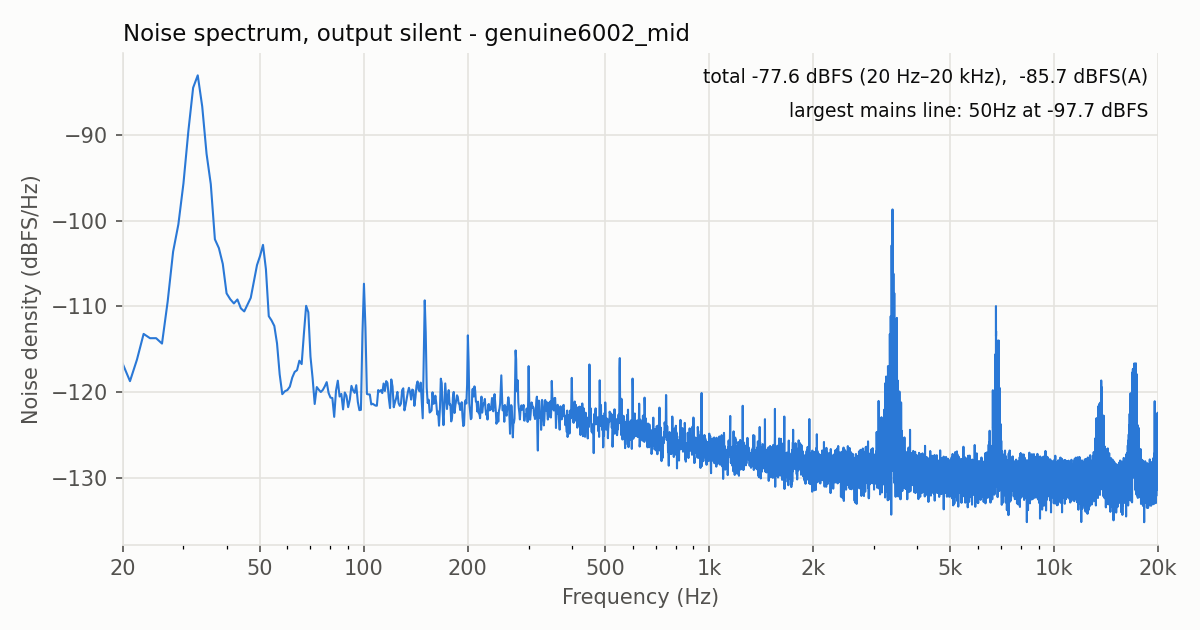 Noise spectrum, output silent - genuine6002_mid
total -77.6 dBFS (20 Hz–20 kHz),  -85.7 dBFS(A)
largest mains line: 50Hz at -97.7 dBFS
Noise density (dBFS/Hz)
−90
−100
−110
−120
−130
20 50 100 200 500 1k 2k 5k 10k 20k
Frequency (Hz)